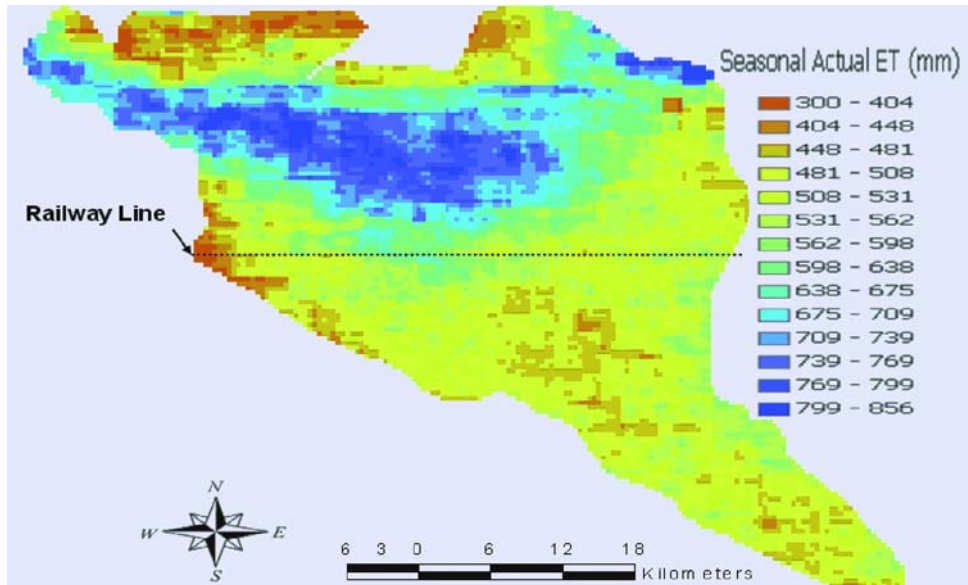 Seasonal Actual ET (mm)
300 - 404
404 - 448
448 - 481
481 - 508
508 - 531
531 - 562
562 - 598
598 - 638
638 - 675
675 - 709
709 - 739
739 - 769
769 - 799
799 - 856
Railway Line
N
W E
S
6 3 0 6 12 18
Kilometers